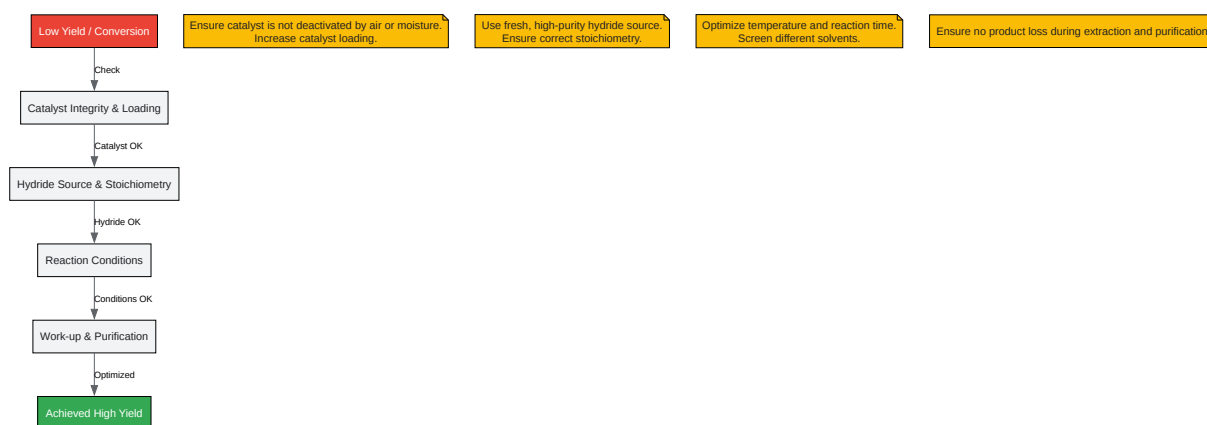 Low Yield / Conversion
Ensure catalyst is not deactivated by air or moisture.
Increase catalyst loading.
Use fresh, high-purity hydride source.
Ensure correct stoichiometry.
Optimize temperature and reaction time.
Screen different solvents.
Ensure no product loss during extraction and purification
Check
Catalyst Integrity & Loading
Catalyst OK
Hydride Source & Stoichiometry
Hydride OK
Reaction Conditions
Conditions OK
Work-up & Purification
Optimized
Achieved High Yield